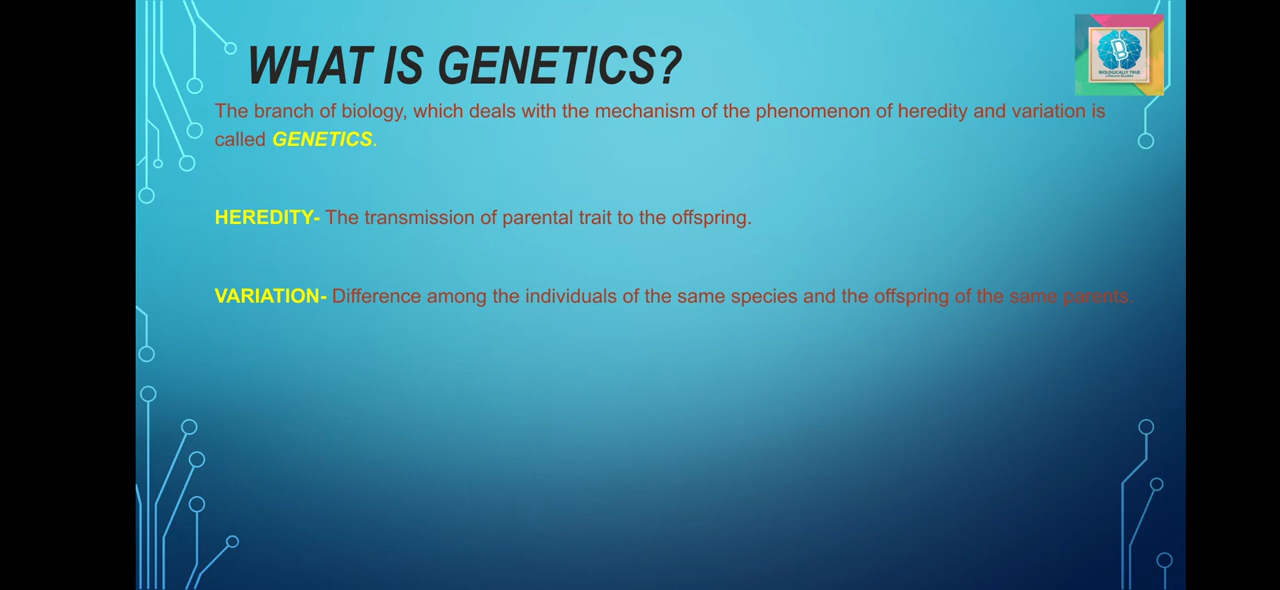 WHAT IS GENETICS?
The branch of biology, which deals with the mechanism of the phenomenon of heredity and variation is
called GENETICS.
HEREDITY- The transmission of parental trait to the offspring.
VARIATION- Difference among the individuals of the same species and the offspring of the same parents.
BIOLOGICALLY TRUE